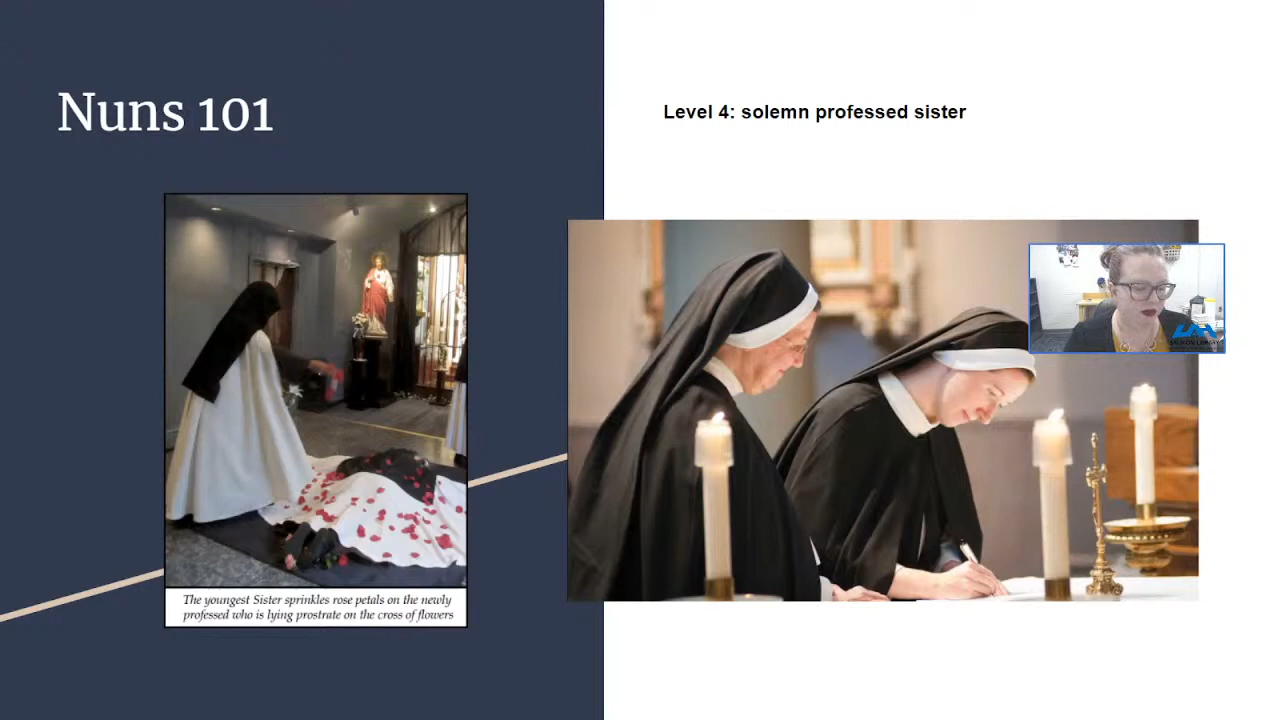 Nuns 101
Level 4: solemn professed sister
The youngest Sister sprinkles rose petals on the newly
professed who is lying prostrate on the cross of flowers